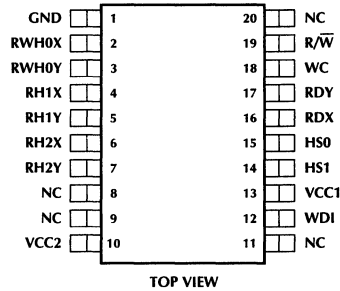 GND 1 20 NC
RWH0X 2 19 R/W̅
RWH0Y 3 18 WC
RH1X 4 17 RDY
RH1Y 5 16 RDX
RH2X 6 15 HS0
RH2Y 7 14 HS1
NC 8 13 VCC1
NC 9 12 WDI
VCC2 10 11 NC
TOP VIEW